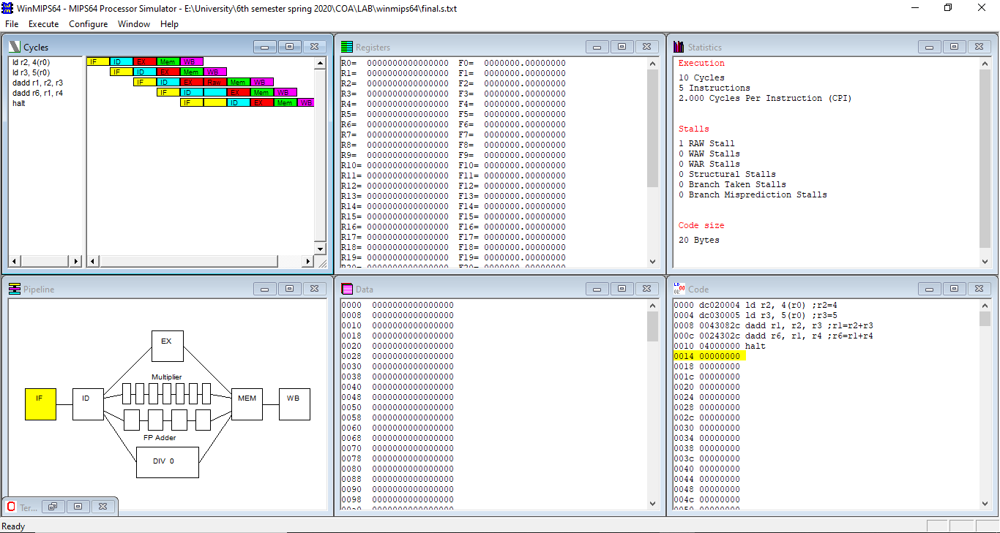 WinMIPS64 - MIPS64 Processor Simulator - E:\University\6th semester spring 2020\COA\LAB\winmips64\final.s.txt
File Execute Configure Window Help
Cycles
ld r2, 4(r0)
ld r3, 5(r0)
dadd r1, r2, r3
dadd r6, r1, r4
halt
IF ID EX Mem WB
IF ID EX Mem WB
IF ID EX Raw Mem WB
IF ID EX Mem WB
IF ID EX Mem WB
Registers
R0= 0000000000000000 F0= 0000000.00000000
R1= 0000000000000000 F1= 0000000.00000000
R2= 0000000000000000 F2= 0000000.00000000
R3= 0000000000000000 F3= 0000000.00000000
R4= 0000000000000000 F4= 0000000.00000000
R5= 0000000000000000 F5= 0000000.00000000
R6= 0000000000000000 F6= 0000000.00000000
R7= 0000000000000000 F7= 0000000.00000000
R8= 0000000000000000 F8= 0000000.00000000
R9= 0000000000000000 F9= 0000000.00000000
R10= 0000000000000000 F10= 0000000.00000000
R11= 0000000000000000 F11= 0000000.00000000
R12= 0000000000000000 F12= 0000000.00000000
R13= 0000000000000000 F13= 0000000.00000000
R14= 0000000000000000 F14= 0000000.00000000
R15= 0000000000000000 F15= 0000000.00000000
R16= 0000000000000000 F16= 0000000.00000000
R17= 0000000000000000 F17= 0000000.00000000
R18= 0000000000000000 F18= 0000000.00000000
R19= 0000000000000000 F19= 0000000.00000000
R20= 0000000000000000 F20= 0000000.00000000
Statistics
Execution
10 Cycles
5 Instructions
2.000 Cycles Per Instruction (CPI)
Stalls
1 RAW Stall
0 WAW Stalls
0 WAR Stalls
0 Structural Stalls
0 Branch Taken Stalls
0 Branch Misprediction Stalls
Code size
20 Bytes
Pipeline
EX
Multiplier
IF ID MEM WB
FP Adder
DIV 0
Ter...
Data
0000 0000000000000000
0008 0000000000000000
0010 0000000000000000
0018 0000000000000000
0020 0000000000000000
0028 0000000000000000
0030 0000000000000000
0038 0000000000000000
0040 0000000000000000
0048 0000000000000000
0050 0000000000000000
0058 0000000000000000
0060 0000000000000000
0068 0000000000000000
0070 0000000000000000
0078 0000000000000000
0080 0000000000000000
0088 0000000000000000
0090 0000000000000000
0098 0000000000000000
00a0 0000000000000000
Code
0000 dc020004 ld r2, 4(r0) ;r2=4
0004 dc030005 ld r3, 5(r0) ;r3=5
0008 0043082c dadd r1, r2, r3 ;r1=r2+r3
000c 0024302c dadd r6, r1, r4 ;r6=r1+r4
0010 04000000 halt
0014 00000000
0018 00000000
001c 00000000
0020 00000000
0024 00000000
0028 00000000
002c 00000000
0030 00000000
0034 00000000
0038 00000000
003c 00000000
0040 00000000
0044 00000000
0048 00000000
004c 00000000
0050 00000000
Ready